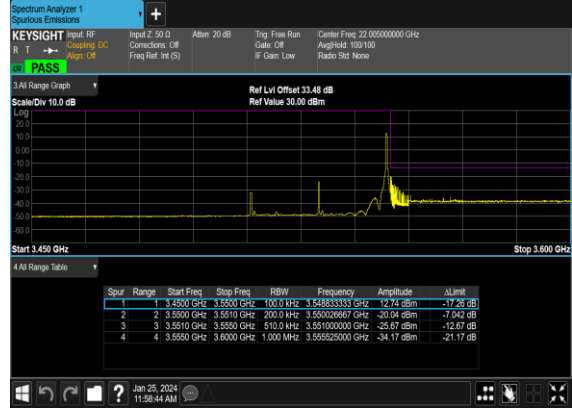 Spectrum Analyzer 1
Spurious Emissions
KEYSIGHT
R T
Input: RF
Coupling: DC
Align: Off
Input Z: 50 Ω
Corrections: Off
Freq Ref: Int (S)
Atten: 20 dB
Trig: Free Run
Gate: Off
IF Gain: Low
Center Freq: 22.005000000 GHz
Avg|Hold: 100/100
Radio Std: None
PASS
3 All Range Graph
Scale/Div 10.0 dB
Ref Lvl Offset 33.48 dB
Ref Value 30.00 dBm
Log
20.0
10.0
0.00
-10.0
-20.0
-30.0
-40.0
-50.0
-60.0
Start 3.450 GHz
Stop 3.600 GHz
4 All Range Table
Spur Range Start Freq Stop Freq RBW Frequency Amplitude ΔLimit
1 1 3.4500 GHz 3.5500 GHz 100.0 kHz 3.548833333 GHz 12.74 dBm -17.26 dB
2 2 3.5500 GHz 3.5510 GHz 200.0 kHz 3.550026667 GHz -20.04 dBm -7.042 dB
3 3 3.5510 GHz 3.5550 GHz 510.0 kHz 3.551000000 GHz -25.67 dBm -12.67 dB
4 4 3.5550 GHz 3.6000 GHz 1.000 MHz 3.555525000 GHz -34.17 dBm -21.17 dB
Jan 25, 2024
11:58:44 AM